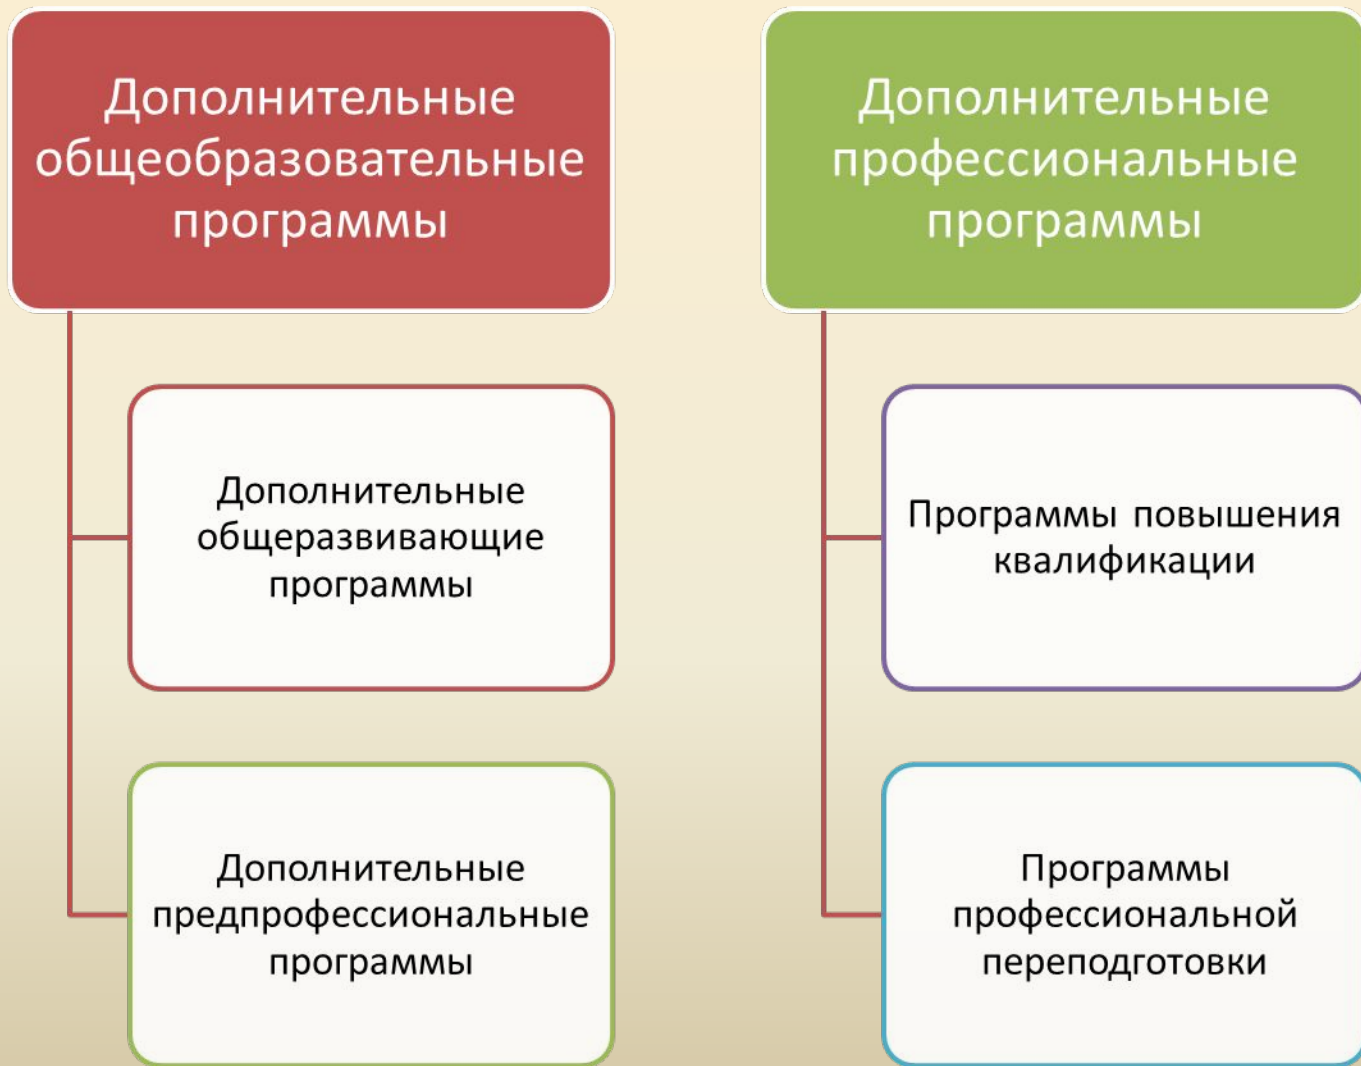 Дополнительные
общеобразовательные
программы
Дополнительные
общеразвивающие
программы
Дополнительные
предпрофессиональные
программы
Дополнительные
профессиональные
программы
Программы повышения
квалификации
Программы
профессиональной
переподготовки